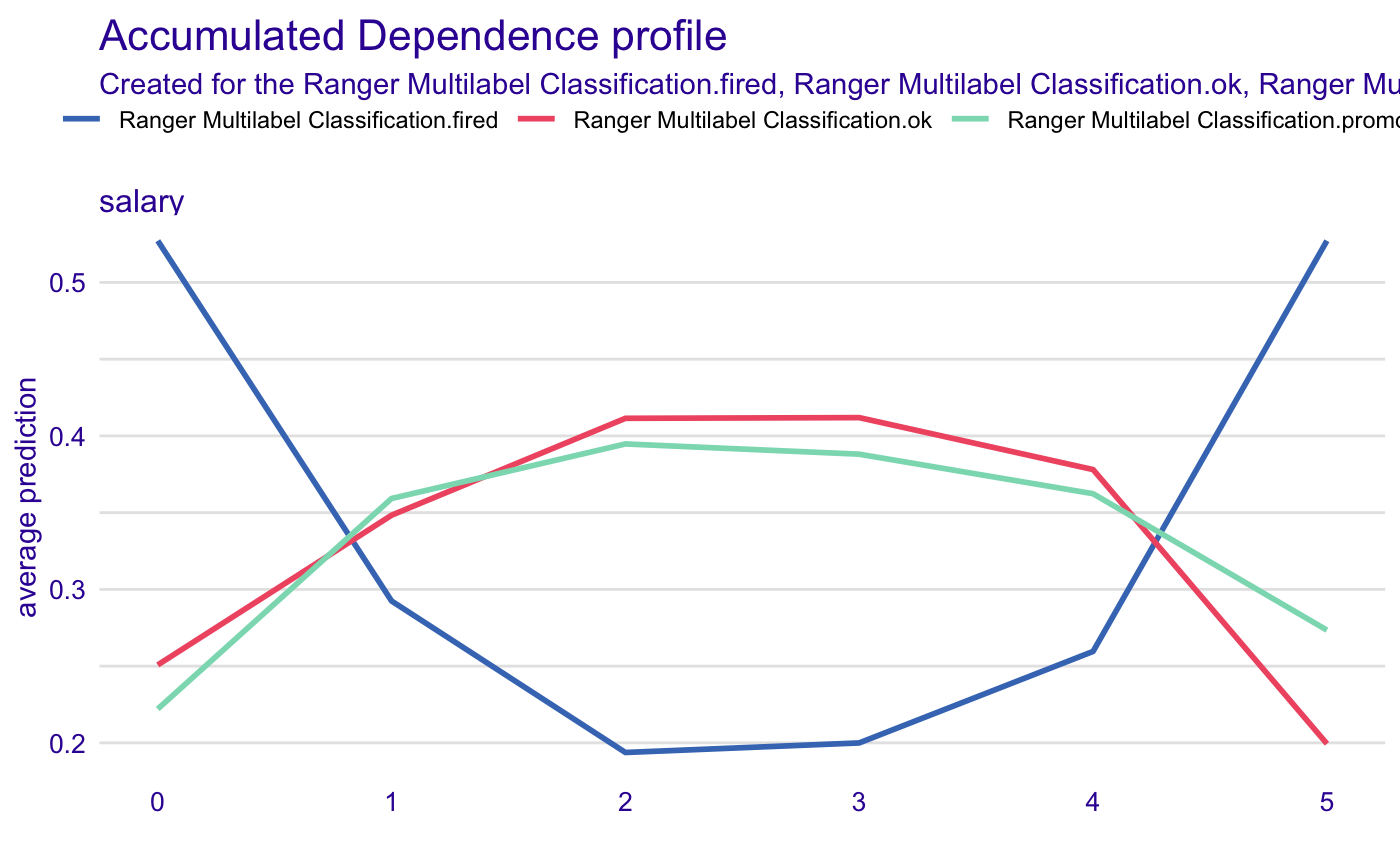 Accumulated Dependence profile
Created for the Ranger Multilabel Classification.fired, Ranger Multilabel Classification.ok, Ranger Mu
Ranger Multilabel Classification.fired Ranger Multilabel Classification.ok Ranger Multilabel Classification.promo
salary
0.5
0.4
0.3
0.2
average prediction
0 1 2 3 4 5